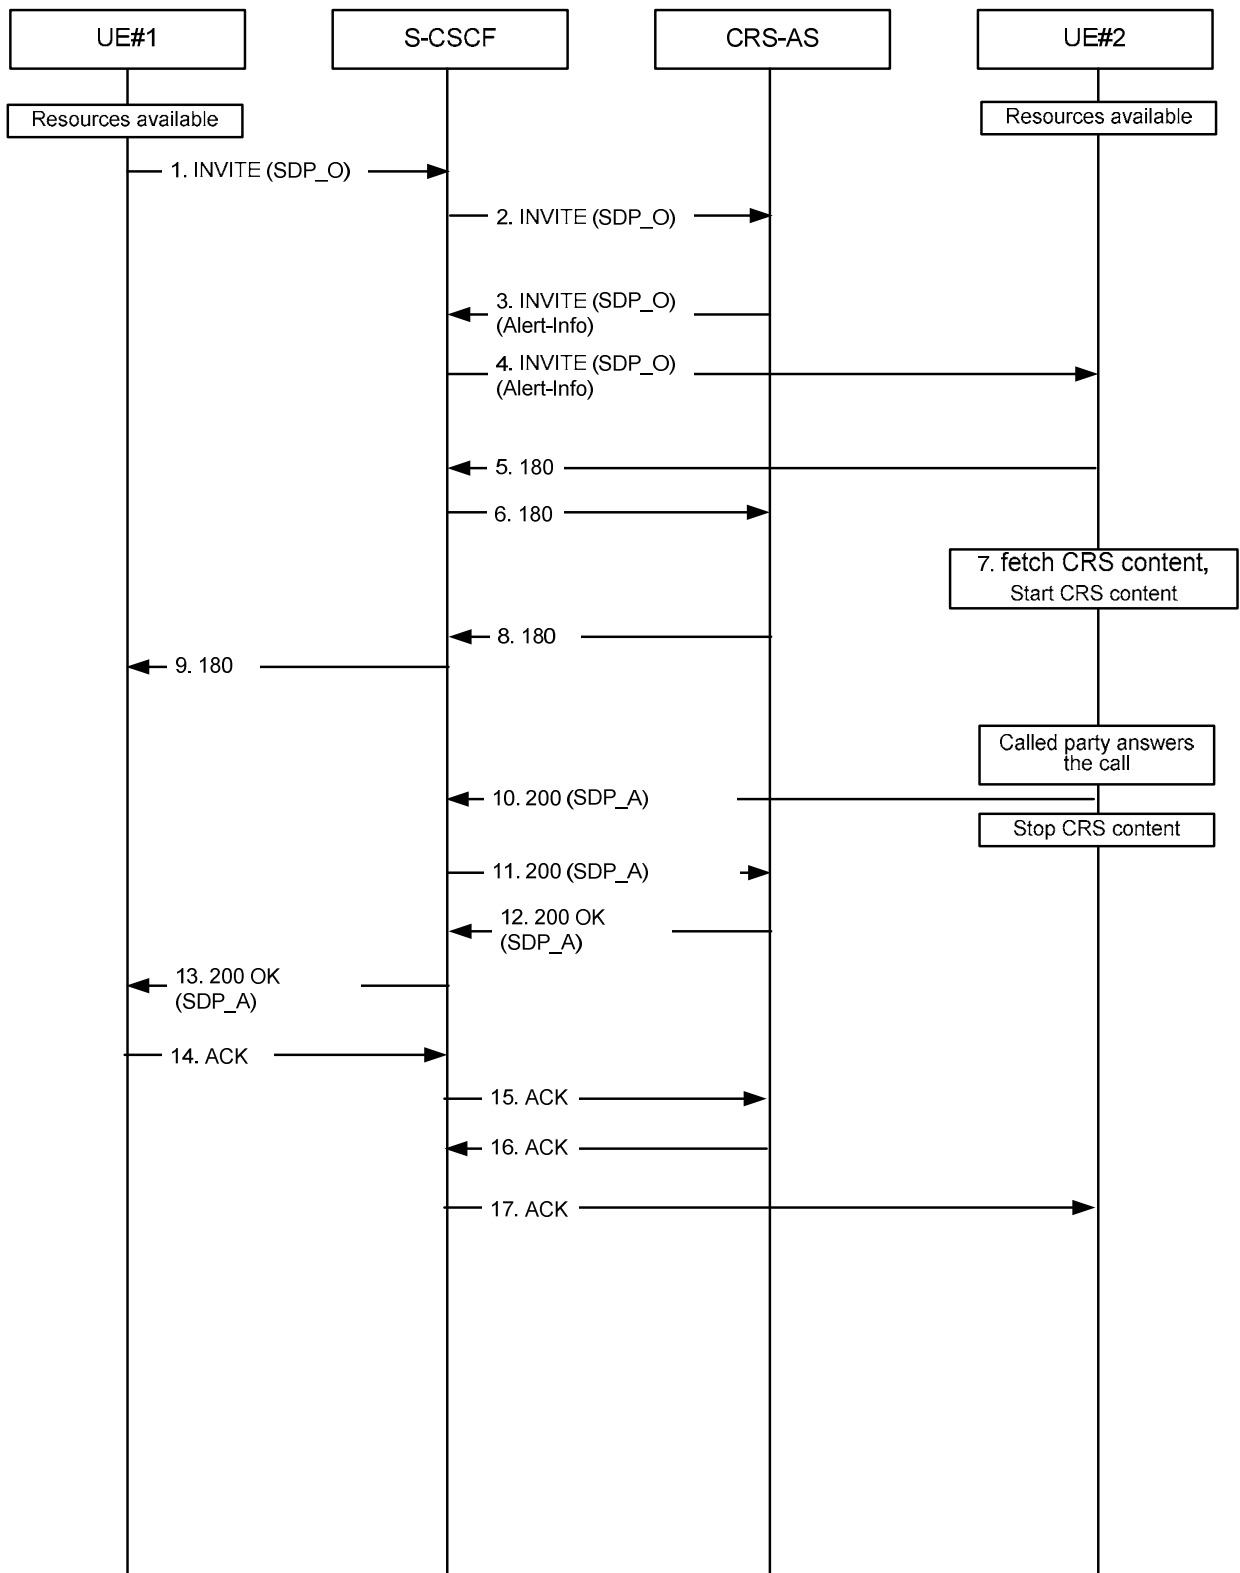 UE#1
S-CSCF
CRS-AS
UE#2
Resources available
Resources available
1. INVITE (SDP_O)
2. INVITE (SDP_O)
3. INVITE (SDP_O)
(Alert-Info)
4. INVITE (SDP_O)
(Alert-Info)
5. 180
6. 180
7. fetch CRS content,
Start CRS content
8. 180
9. 180
Called party answers
the call
10. 200 (SDP_A)
Stop CRS content
11. 200 (SDP_A)
12. 200 OK
(SDP_A)
13. 200 OK
(SDP_A)
14. ACK
15. ACK
16. ACK
17. ACK